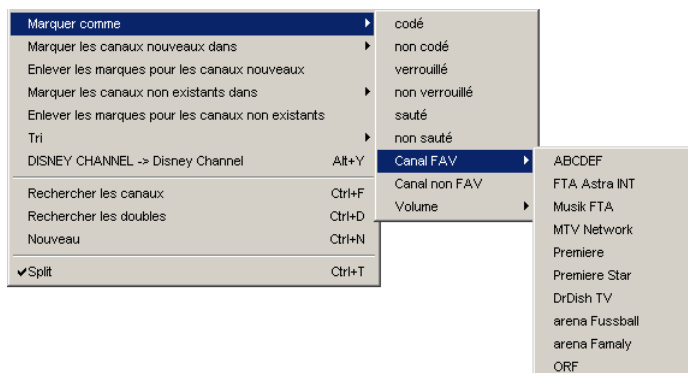 Marquer comme
Marquer les canaux nouveaux dans
Enlever les marques pour les canaux nouveaux
Marquer les canaux non existants dans
Enlever les marques pour les canaux non existants
Tri
DISNEY CHANNEL -> Disney Channel Alt+Y
Rechercher les canaux Ctrl+F
Rechercher les doubles Ctrl+D
Nouveau Ctrl+N
Split Ctrl+T
codé
non codé
verrouillé
non verrouillé
sauté
non sauté
Canal FAV
Canal non FAV
Volume
ABCDEF
FTA Astra INT
Musik FTA
MTV Network
Premiere
Premiere Star
DrDish TV
arena Fussball
arena Famaly
ORF